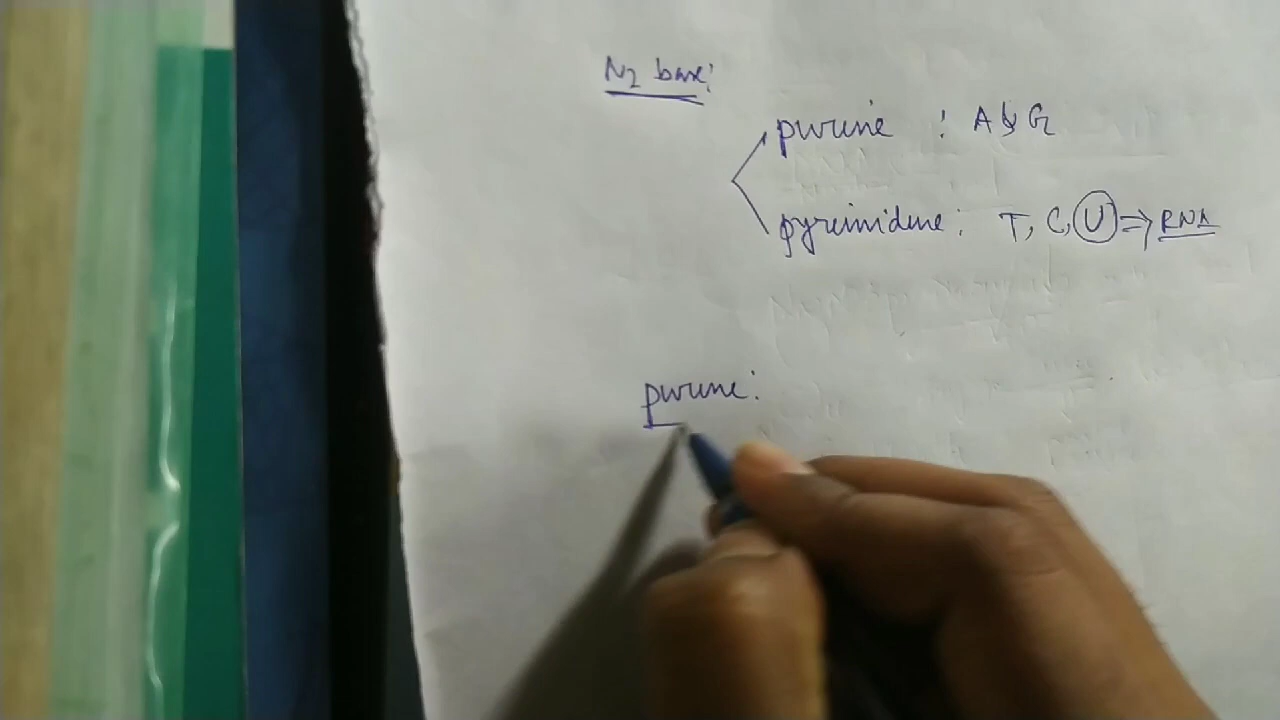 N2 base:
purine : A & G
pyrimidine : T, C, U ⇒ RNA
purine: